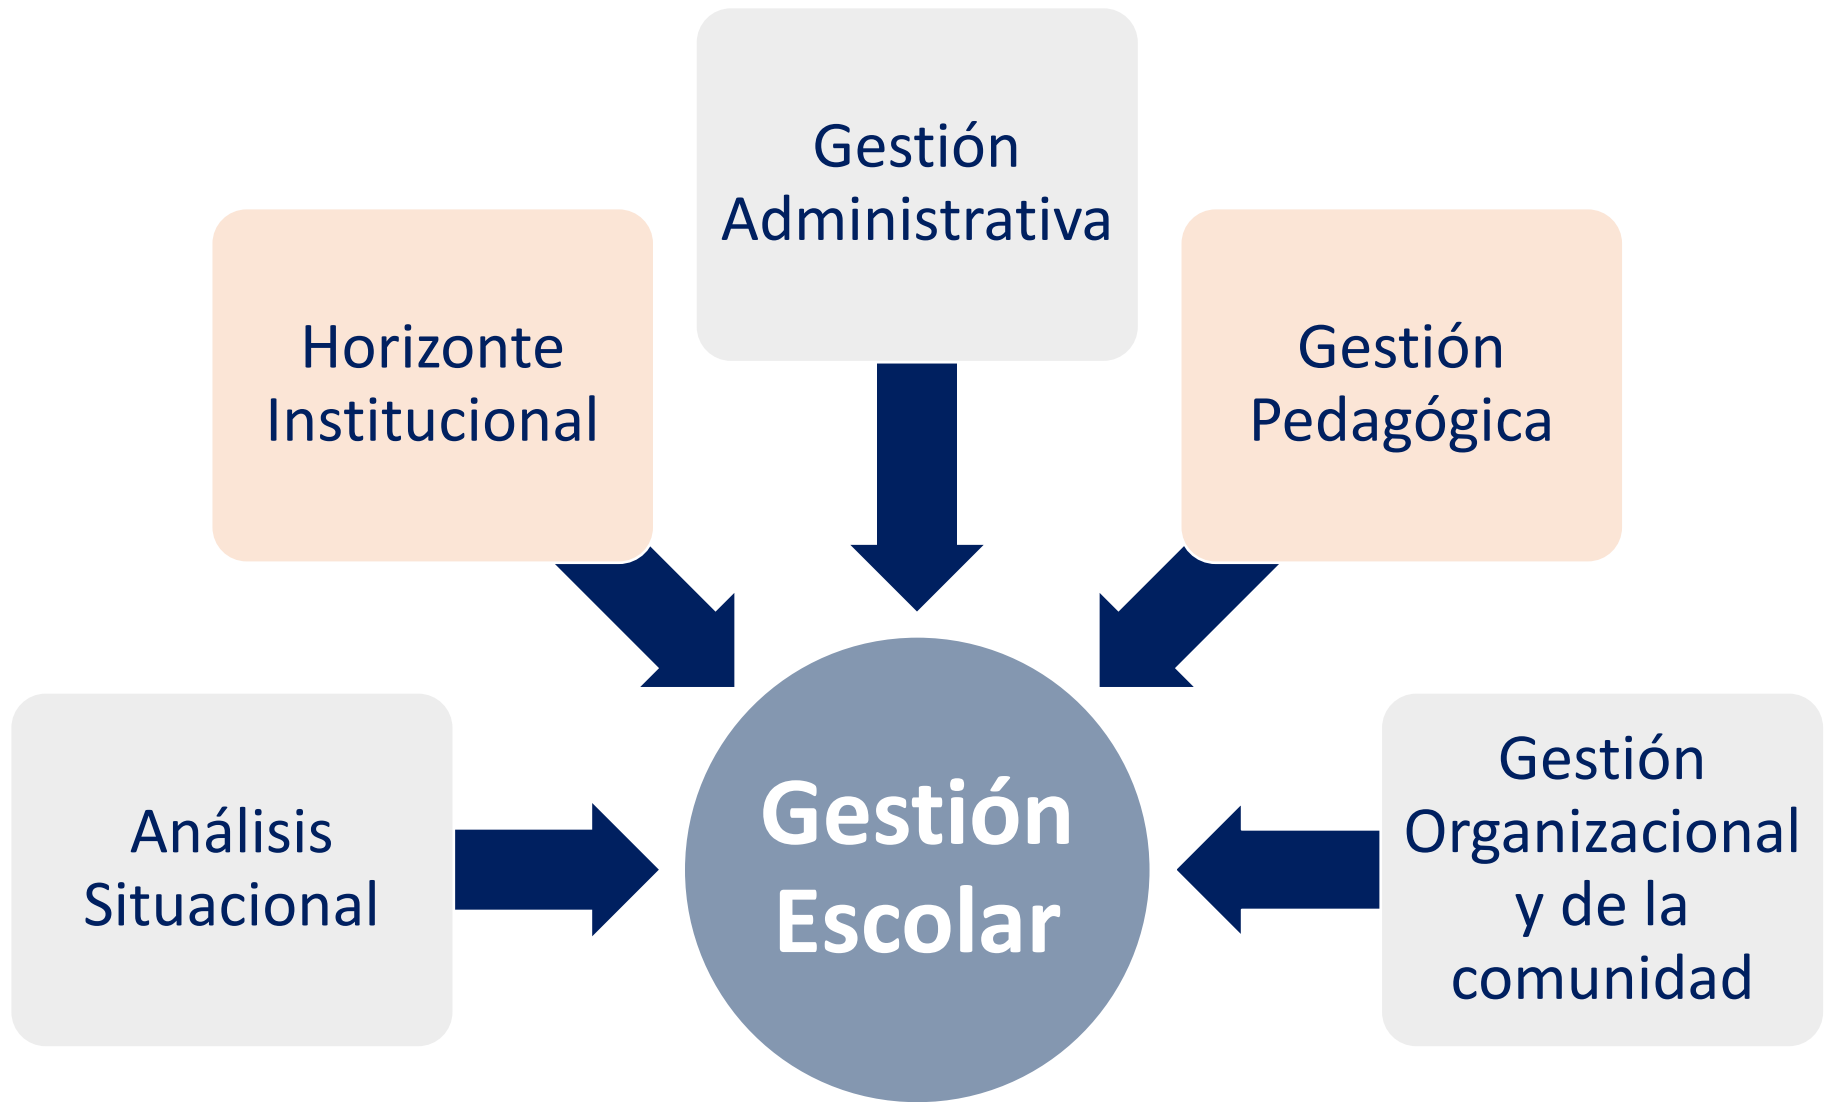 Gestión
Administrativa
Horizonte
Institucional
Gestión
Pedagógica
Análisis
Situacional
Gestión
Escolar
Gestión
Organizacional
y de la
comunidad